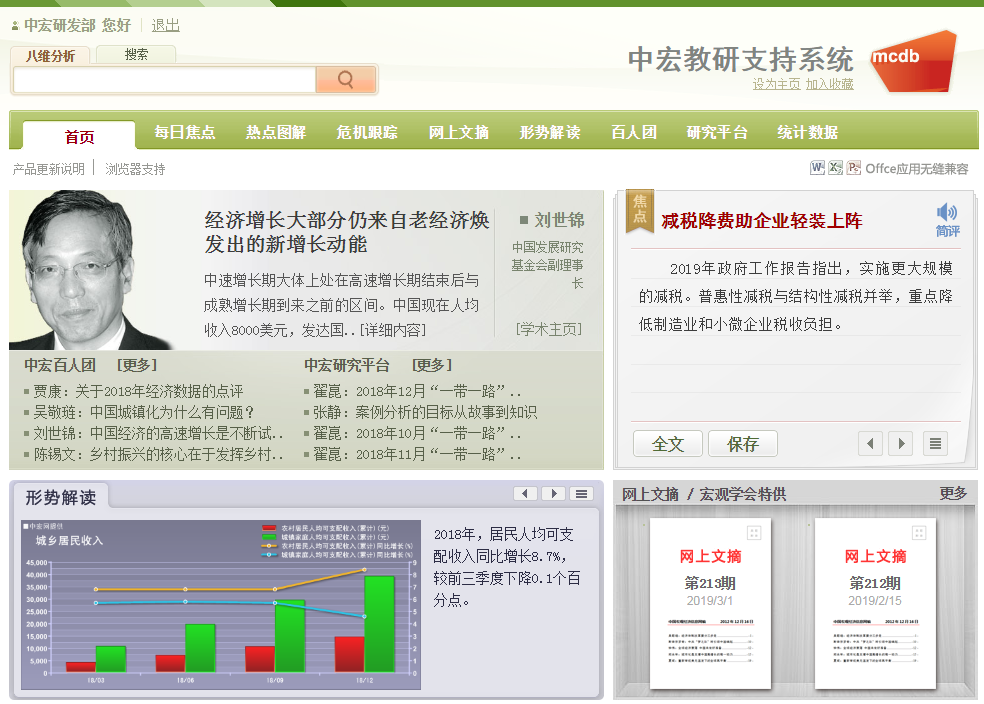 中宏研发部 您好 退出
八维分析 搜索
中宏教研支持系统
mcdb
设为主页 加入收藏
首页 每日焦点 热点图解 危机跟踪 网上文摘 形势解读 百人团 研究平台 统计数据
产品更新说明 浏览器支持
Offce应用无缝兼容
经济增长大部分仍来自老经济焕
发出的新增长动能
中速增长期大体上处在高速增长期结束后与
成熟增长期到来之前的区间。中国现在人均
收入8000美元，发达国..[详细内容]
■ 刘世锦
中国发展研究
基金会副理事
长
[学术主页]
中宏百人团 [更多]
贾康：关于2018年经济数据的点评
吴敬琏：中国城镇化为什么有问题？
刘世锦：中国经济的高速增长是不断试..
陈锡文：乡村振兴的核心在于发挥乡村..
中宏研究平台 [更多]
翟崑：2018年12月“一带一路”..
张静：案例分析的目标从故事到知识
翟崑：2018年10月“一带一路”..
翟崑：2018年11月“一带一路”..
焦点
减税降费助企业轻装上阵
简评
2019年政府工作报告指出，实施更大规模
的减税。普惠性减税与结构性减税并举，重点降
低制造业和小微企业税收负担。
全文 保存
形势解读
■中宏网提供
城乡居民收入
农村居民人均可支配收入(累计)(元)
城镇家庭人均可支配收入(累计)(元)
农村居民人均可支配收入(累计)同比增长(%)
城镇家庭人均可支配收入(累计)同比增长(%)
45,000 9
40,000 8
35,000 7
30,000 6
25,000 5
20,000 4
15,000 3
10,000 2
5,000 1
0 0
18/03 18/06 18/09 18/12
2018年，居民人均可支
配收入同比增长8.7%，
较前三季度下降0.1个百
分点。
网上文摘 / 宏观学会特供 更多
网上文摘
第213期
2019/3/1
2012年12月16日
网上文摘
第212期
2019/2/15
2012年12月16日